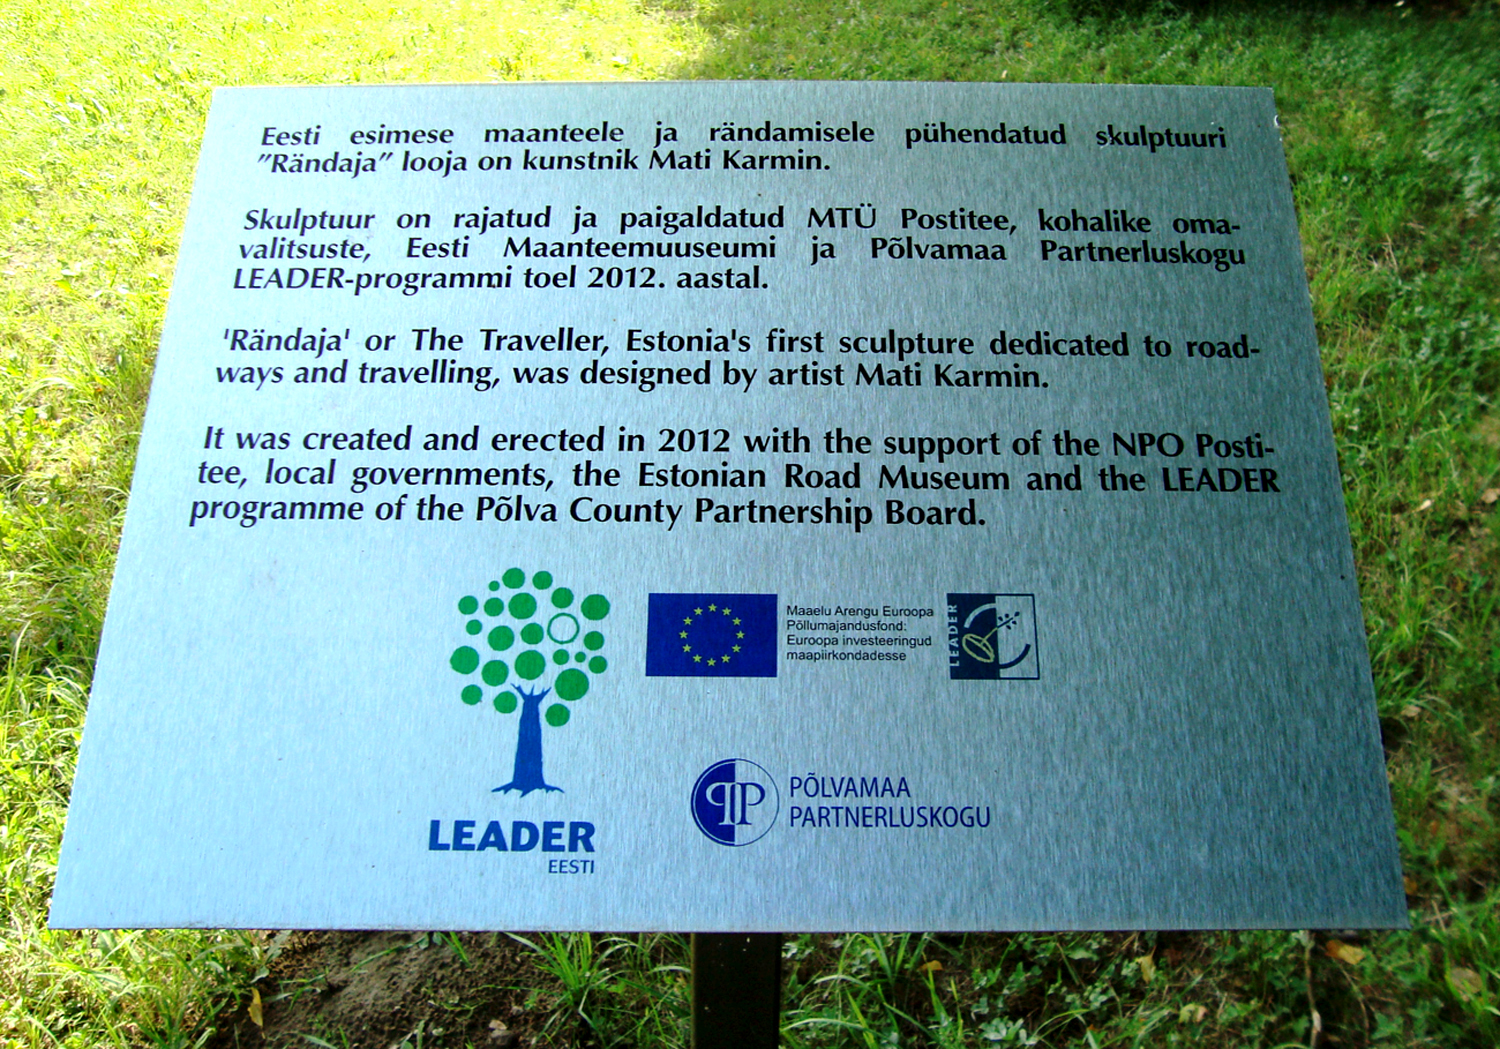 Eesti esimese maanteele ja rändamisele pühendatud skulptuuri
"Rändaja" looja on kunstnik Mati Karmin.
Skulptuur on rajatud ja paigaldatud MTÜ Postitee, kohalike oma-
valitsuste, Eesti Maanteemuuseumi ja Põlvamaa Partnerluskogu
LEADER-programmi toel 2012. aastal.
'Rändaja' or The Traveller, Estonia's first sculpture dedicated to road-
ways and travelling, was designed by artist Mati Karmin.
It was created and erected in 2012 with the support of the NPO Posti-
tee, local governments, the Estonian Road Museum and the LEADER
programme of the Põlva County Partnership Board.
Maaelu Arengu Euroopa
Põllumajandusfond:
Euroopa investeeringud
maapiirkondadesse
LEADER
LEADER
EESTI
PP
PÕLVAMAA
PARTNERLUSKOGU